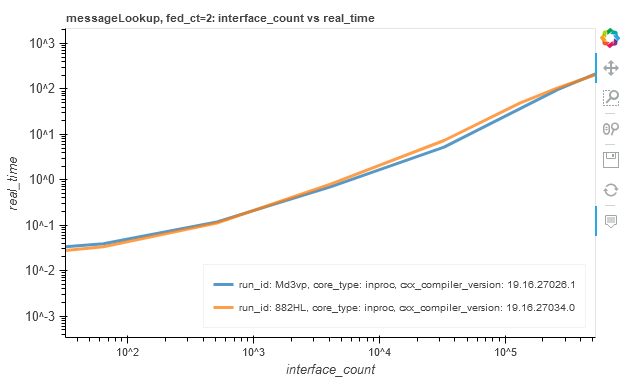 messageLookup, fed_ct=2: interface_count vs real_time
10^3
10^2
10^1
10^0
10^-1
10^-2
10^-3
real_time
run_id: Md3vp, core_type: inproc, cxx_compiler_version: 19.16.27026.1
run_id: 882HL, core_type: inproc, cxx_compiler_version: 19.16.27034.0
10^2
10^3
10^4
10^5
interface_count